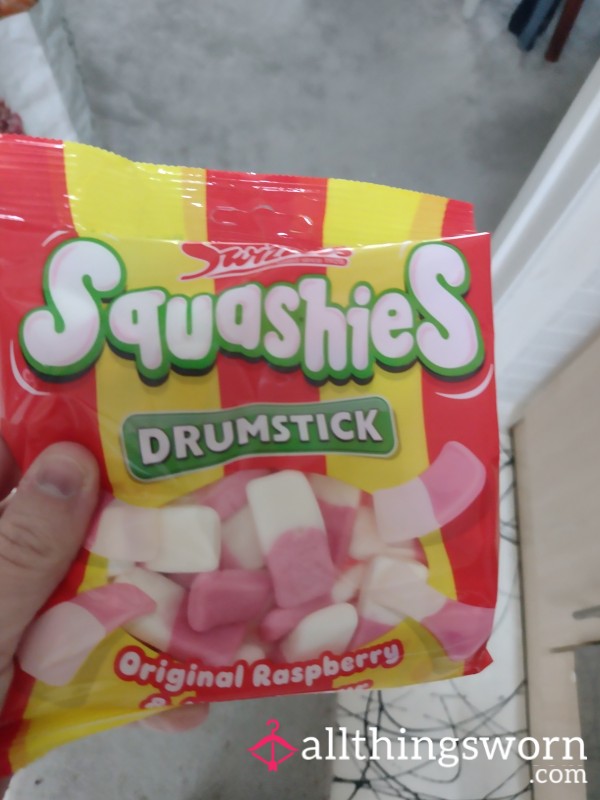 Squashies
DRUMSTICK
Original Raspberry
&
allthingsworn
.com